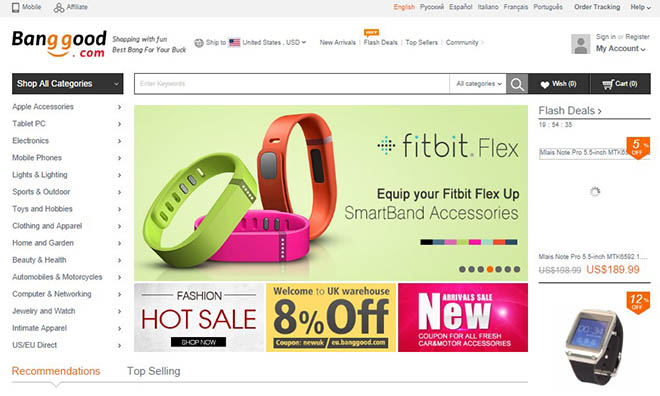 Mobile
Affiliate
English Русский Español Italiano Français Português Order Tracking Help
Banggood
.com
Shopping with fun
Best Bang For Your Buck
Ship to United States , USD
New Arrivals Flash Deals Top Sellers Community
Sign in or Register
My Account
Shop All Categories
Enter Keywords
All categories
Wish (0)
Cart (0)
Apple Accessories
Tablet PC
Electronics
Mobile Phones
Lights & Lighting
Sports & Outdoor
Toys and Hobbies
Clothing and Apparel
Home and Garden
Beauty & Health
Automobiles & Motorcycles
Computer & Networking
Jewelry and Watch
Intimate Apparel
US/EU Direct
fitbit. Flex
Equip your Fitbit Flex Up
SmartBand Accessories
FASHION
HOT SALE
SHOP NOW
Welcome to UK warehouse
8% Off
Coupon: newuk / eu.banggood.com
New ARRIVALS SALE
COUPON FOR ALL FRESH
CAR&MOTOR ACCESSORIES
Flash Deals >
19 : 54 : 35
5 %
OFF
Mlais Note Pro 5.5-inch
Mlais Note Pro 5.5-inch MTK6592 1....
US$198.99 US$189.99
12%
OFF
Recommendations
Top Selling